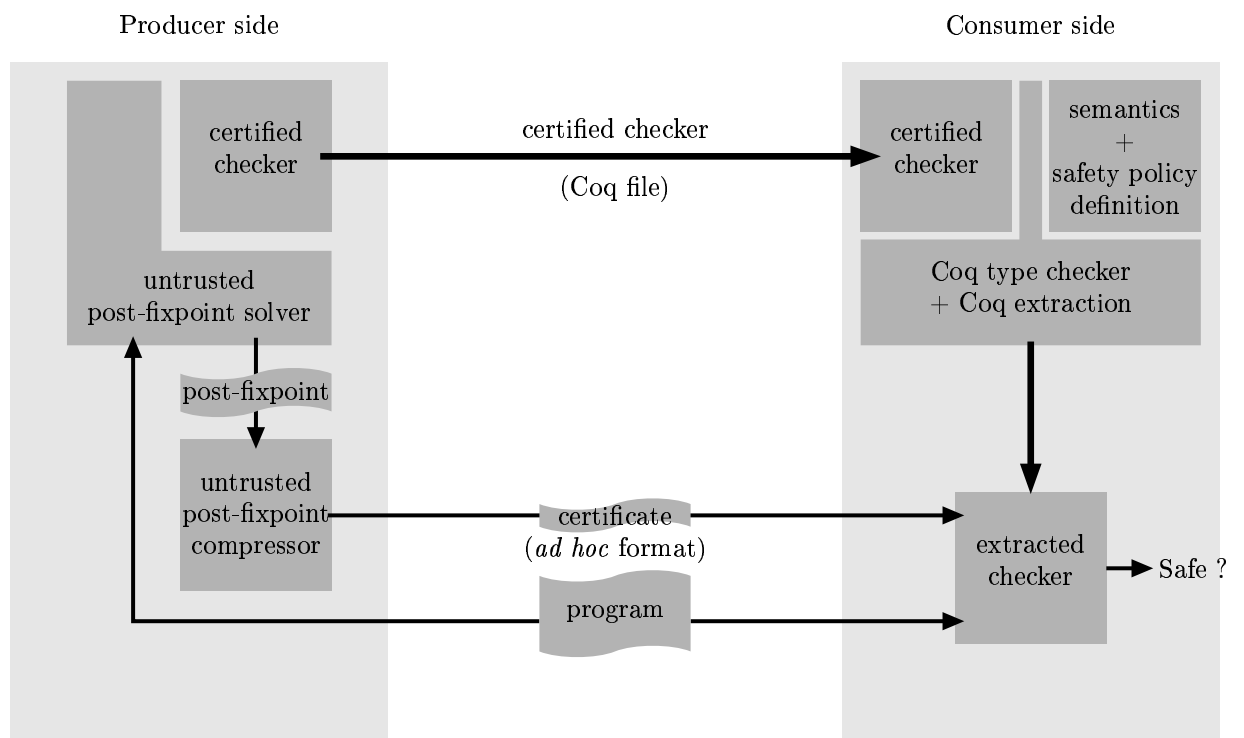 Producer side
Consumer side
certified
checker
certified checker
(Coq file)
certified
checker
semantics
+
safety policy
definition
untrusted
post-fixpoint solver
Coq type checker
+ Coq extraction
post-fixpoint
untrusted
post-fixpoint
compressor
certificate
(ad hoc format)
program
extracted
checker
Safe ?